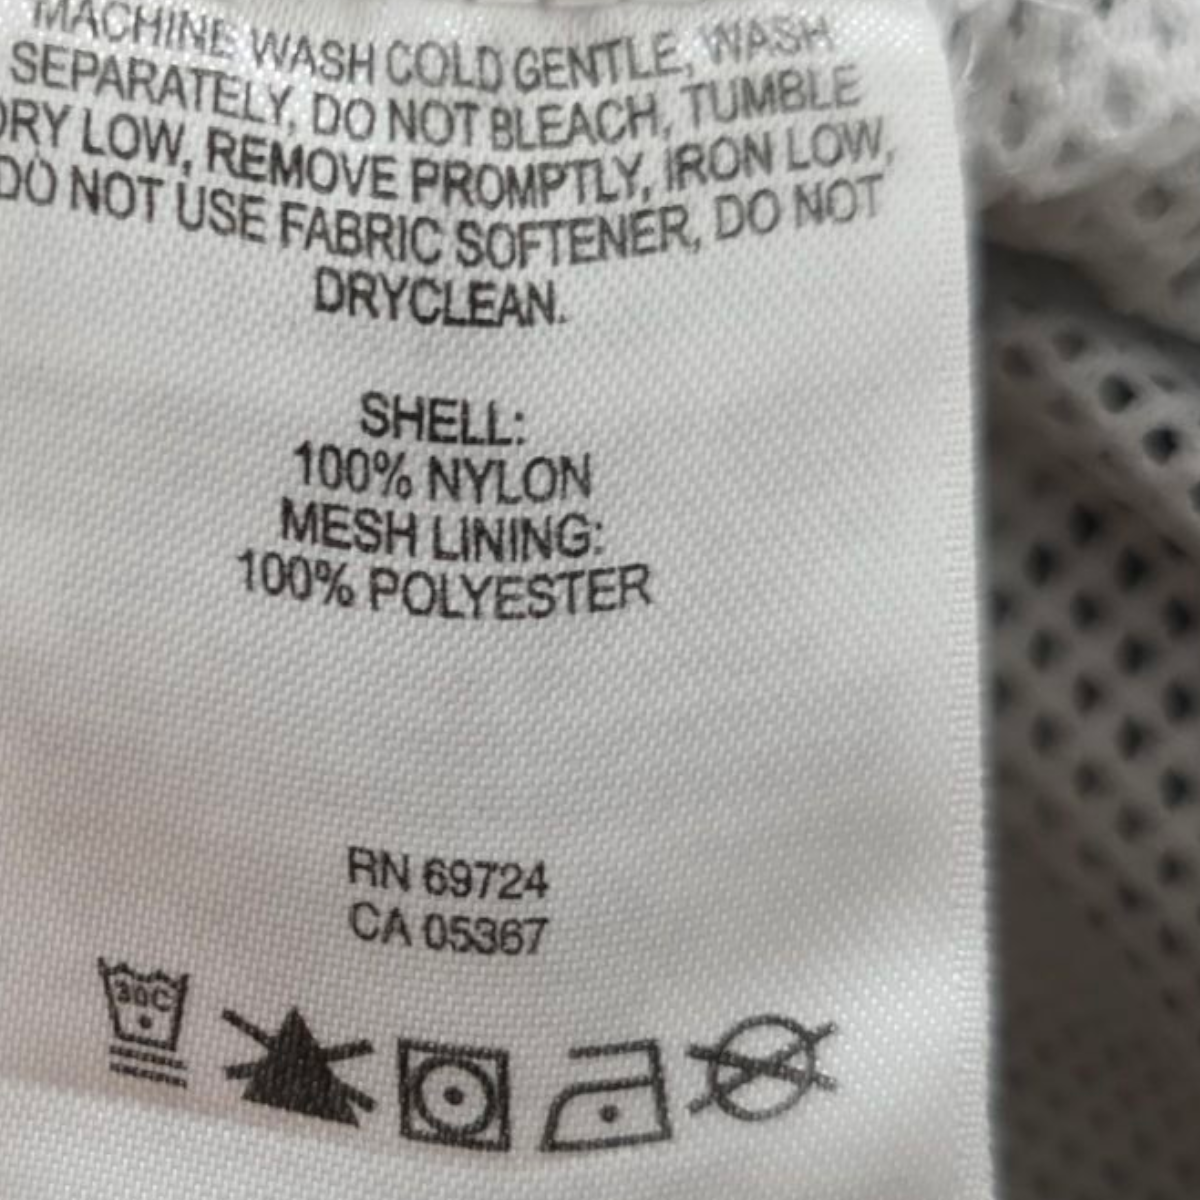 MACHINE WASH COLD GENTLE, WASH
SEPARATELY, DO NOT BLEACH, TUMBLE
DRY LOW, REMOVE PROMPTLY, IRON LOW,
DO NOT USE FABRIC SOFTENER, DO NOT
DRYCLEAN.
SHELL:
100% NYLON
MESH LINING:
100% POLYESTER
RN 69724
CA 05367
30C